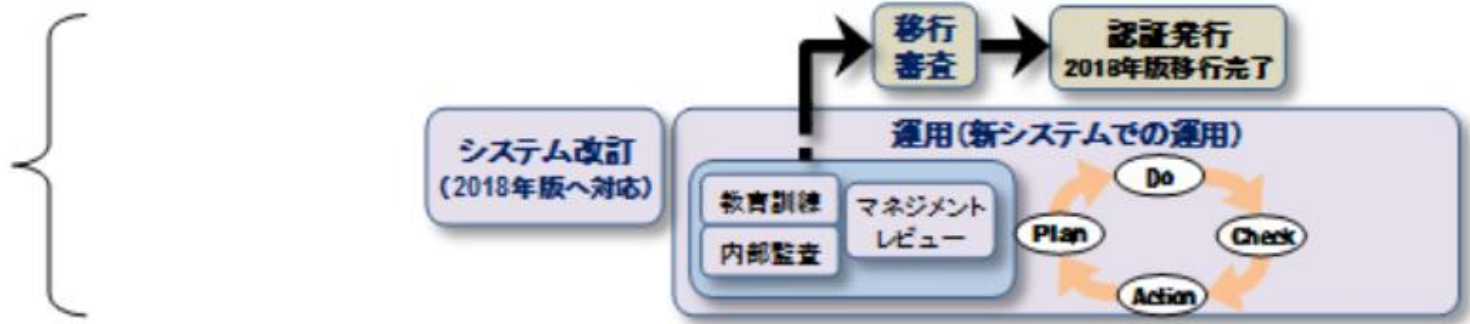 移行
審査
認証発行
2018年版移行完了
システム改訂
(2018年版へ対応)
運用(新システムでの運用)
教育訓練
内部監査
マネジメント
レビュー
Do
Plan
Check
Action